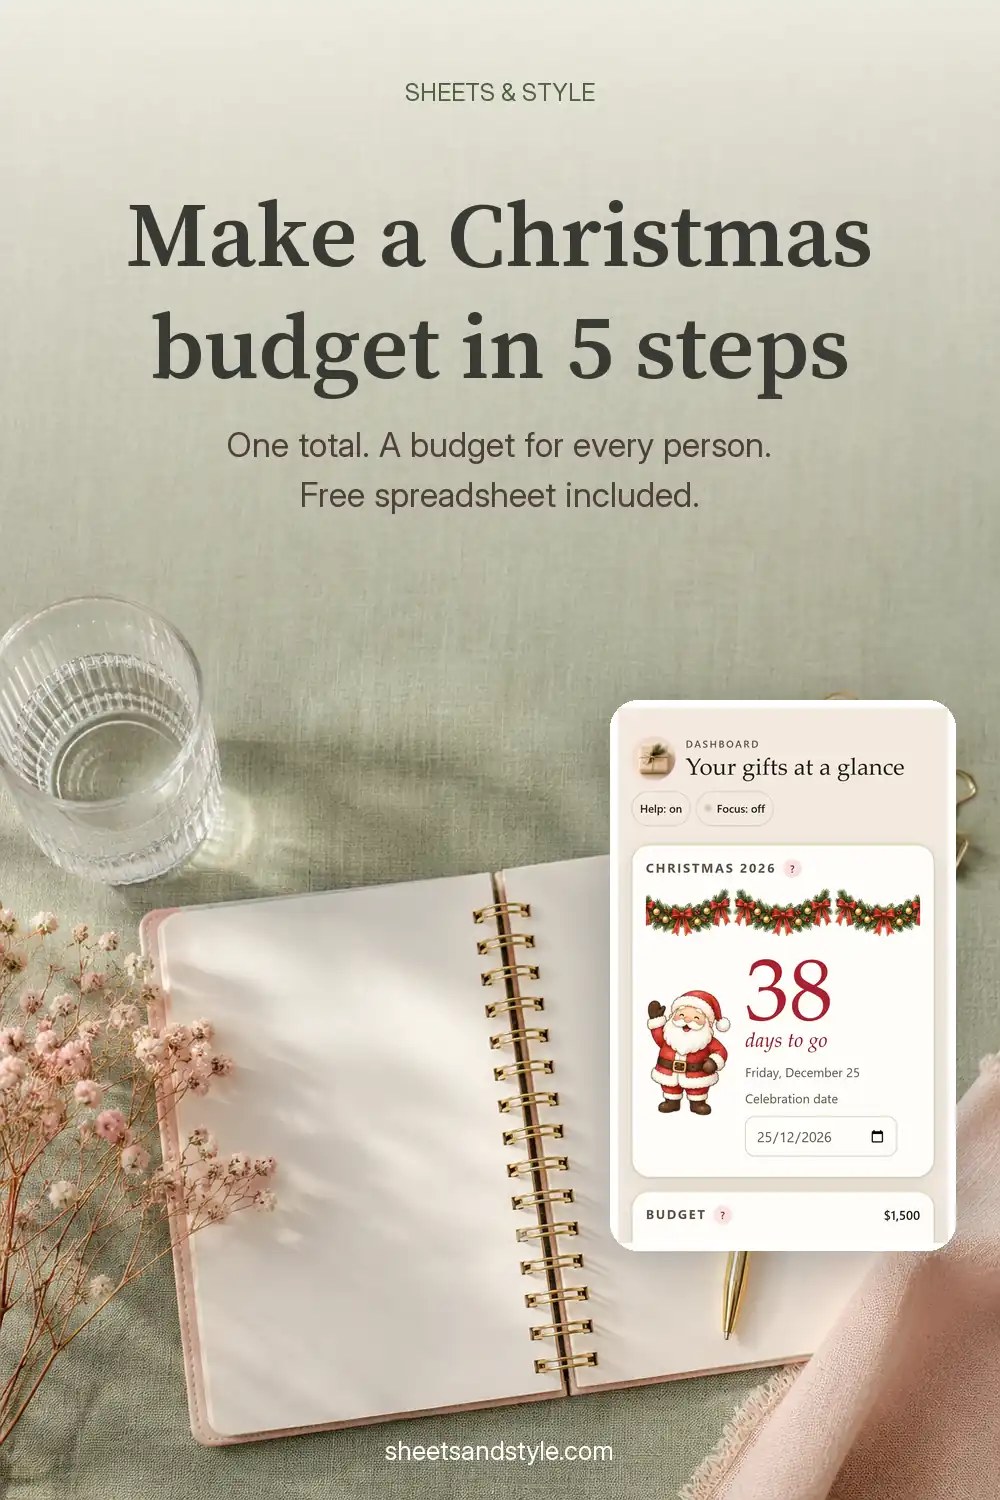 SHEETS & STYLE
Make a Christmas
budget in 5 steps
One total. A budget for every person.
Free spreadsheet included.
DASHBOARD
Your gifts at a glance
Help: on
Focus: off
CHRISTMAS 2026 ?
38
days to go
Friday, December 25
Celebration date
25/12/2026
BUDGET ? $1,500
sheetsandstyle.com